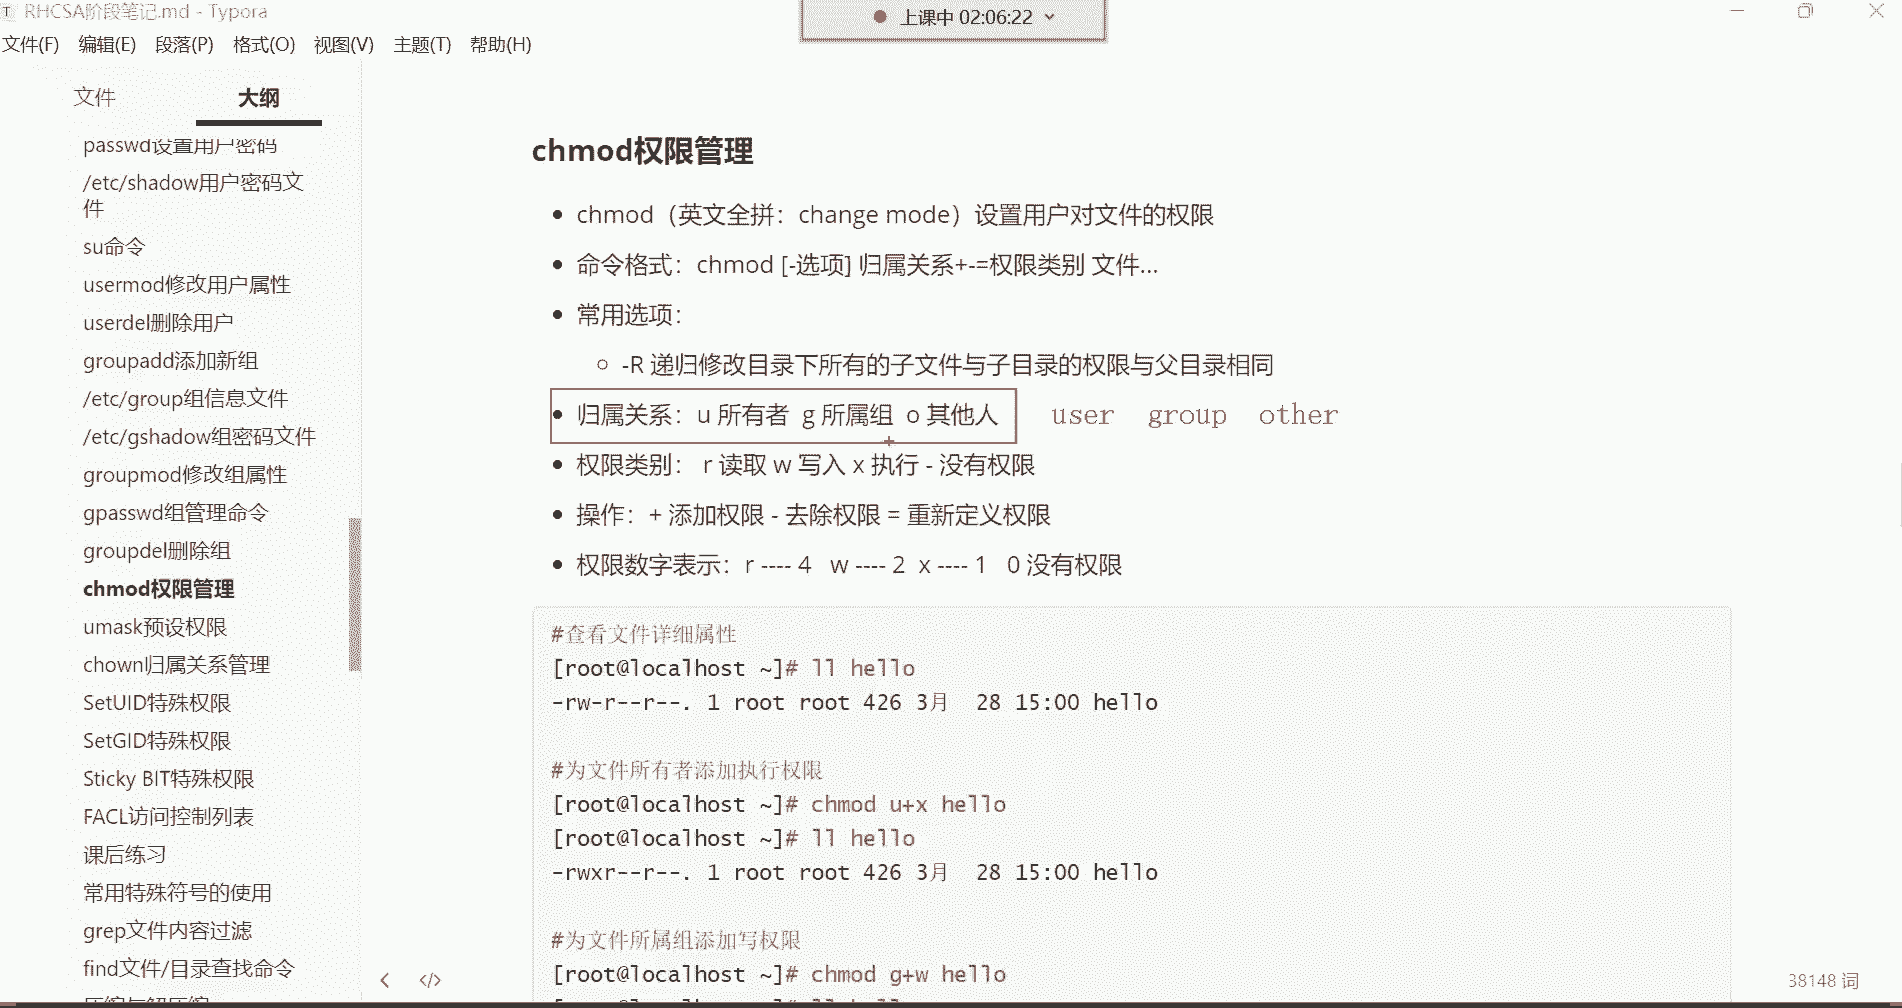 RHCSA阶段笔记.md - Typora
上课中 02:06:22
文件(F) 编辑(E) 段落(P) 格式(O) 视图(V) 主题(T) 帮助(H)
文件 大纲
passwd设置用户密码
/etc/shadow用户密码文
件
su命令
usermod修改用户属性
userdel删除用户
groupadd添加新组
/etc/group组信息文件
/etc/gshadow组密码文件
groupmod修改组属性
gpasswd组管理命令
groupdel删除组
chmod权限管理
umask预设权限
chown归属关系管理
SetUID特殊权限
SetGID特殊权限
Sticky BIT特殊权限
FACL访问控制列表
课后练习
常用特殊符号的使用
grep文件内容过滤
find文件/目录查找命令
压缩与解压缩
chmod权限管理
chmod（英文全拼：change mode）设置用户对文件的权限
命令格式：chmod [-选项] 归属关系+-=权限类别 文件...
常用选项：
-R 递归修改目录下所有的子文件与子目录的权限与父目录相同
归属关系：u 所有者 g 所属组 o 其他人 user group other
权限类别： r 读取 w 写入 x 执行 - 没有权限
操作：+ 添加权限 - 去除权限 = 重新定义权限
权限数字表示：r ---- 4 w ---- 2 x ---- 1 0 没有权限
#查看文件详细属性
[root@localhost ~]# ll hello
-rw-r--r--. 1 root root 426 3月 28 15:00 hello
#为文件所有者添加执行权限
[root@localhost ~]# chmod u+x hello
[root@localhost ~]# ll hello
-rwxr--r--. 1 root root 426 3月 28 15:00 hello
#为文件所属组添加写权限
[root@localhost ~]# chmod g+w hello
38148 词